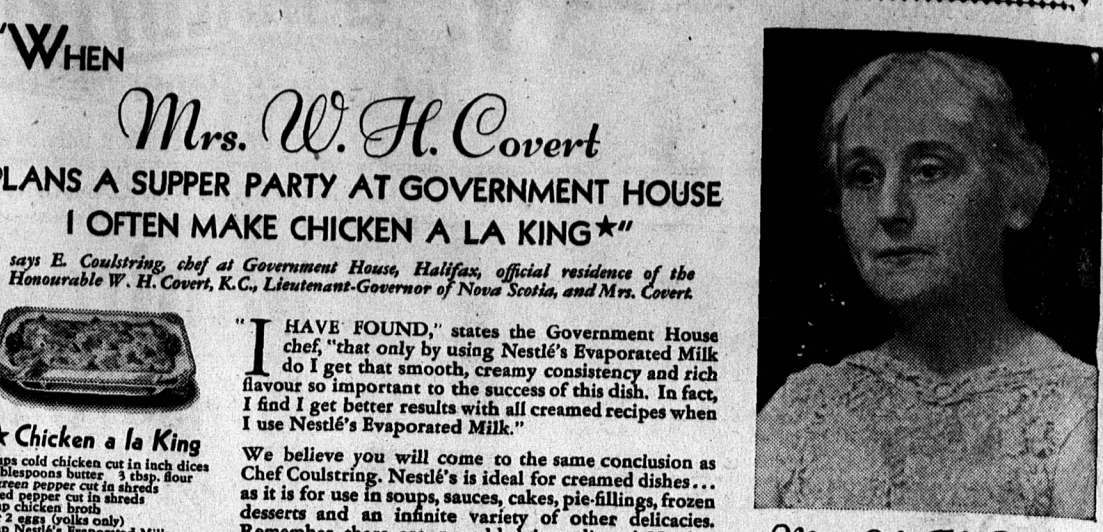 "WHEN
Mrs. W. H. Covert
PLANS A SUPPER PARTY AT GOVERNMENT HOUSE
I OFTEN MAKE CHICKEN A LA KING★"
says E. Coulstring, chef at Government House, Halifax, official residence of the
Honourable W. H. Covert, K.C., Lieutenant-Governor of Nova Scotia, and Mrs. Covert.
"I HAVE FOUND," states the Government House
chef, "that only by using Nestlé's Evaporated Milk
do I get that smooth, creamy consistency and rich
flavour so important to the success of this dish. In fact,
I find I get better results with all creamed recipes when
I use Nestlé's Evaporated Milk."
We believe you will come to the same conclusion as
Chef Coulstring. Nestlé's is ideal for creamed dishes...
as it is for use in soups, sauces, cakes, pie-fillings, frozen
desserts and an infinite variety of other delicacies.
★ Chicken a la King
cold chicken cut in inch dices
butter 3 tbsp. flour
pepper cut in shreds
pepper cut in shreds
chicken broth
2 eggs (yolks only)